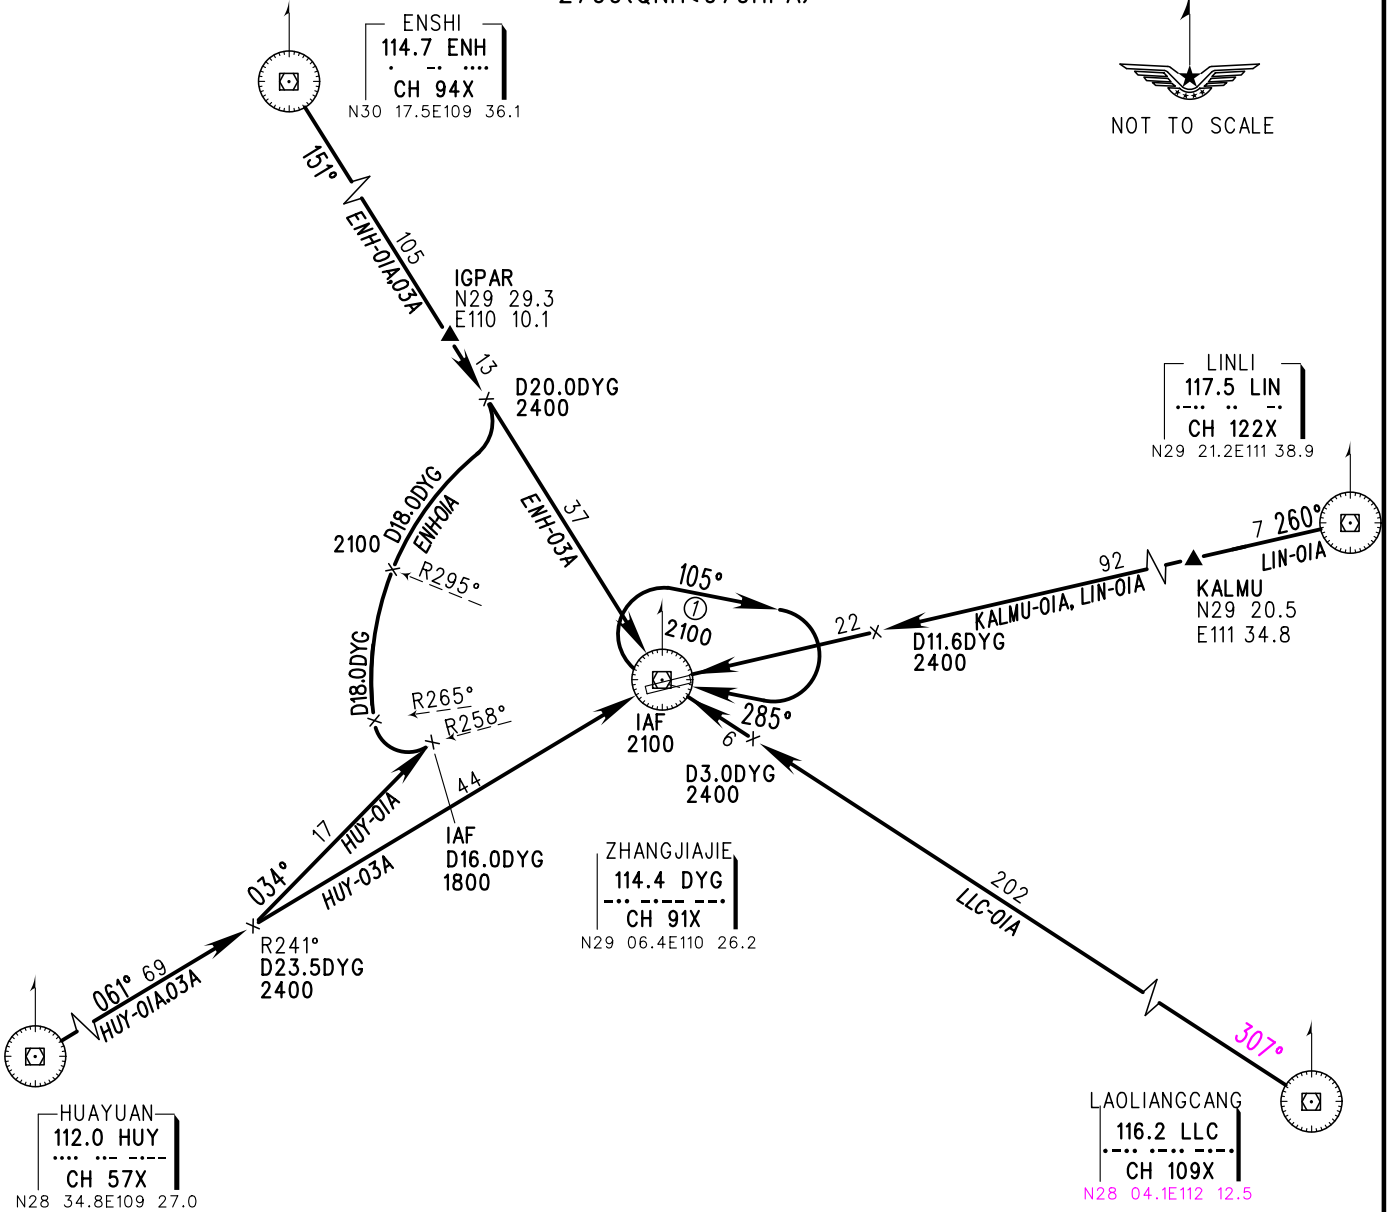 ENSHI
114.7 ENH
CH 94X
N30 17.5E109 36.1
NOT TO SCALE
151°
105
ENH-01A,03A
IGPAR
N29 29.3
E110 10.1
13
D20.0DYG
2400
LINLI
117.5 LIN
CH 122X
N29 21.2E111 38.9
D18.0DYG
ENH-01A
37
ENH-03A
2100
R295°
7 260°
LIN-01A
92
KALMU-01A, LIN-01A
KALMU
N29 20.5
E111 34.8
105°
1
2100
22
D11.6DYG
2400
D18.0DYG
R265°
R258°
IAF
2100
285°
6
D3.0DYG
2400
44
17
HUY-01A
HUY-03A
034°
IAF
D16.0DYG
1800
ZHANGJIAJIE
114.4 DYG
CH 91X
N29 06.4E110 26.2
202
LLC-01A
R241°
D23.5DYG
2400
061° 69
HUY-01A,03A
307°
HUAYUAN
112.0 HUY
CH 57X
N28 34.8E109 27.0
LAOLIANGCANG
116.2 LLC
CH 109X
N28 04.1E112 12.5